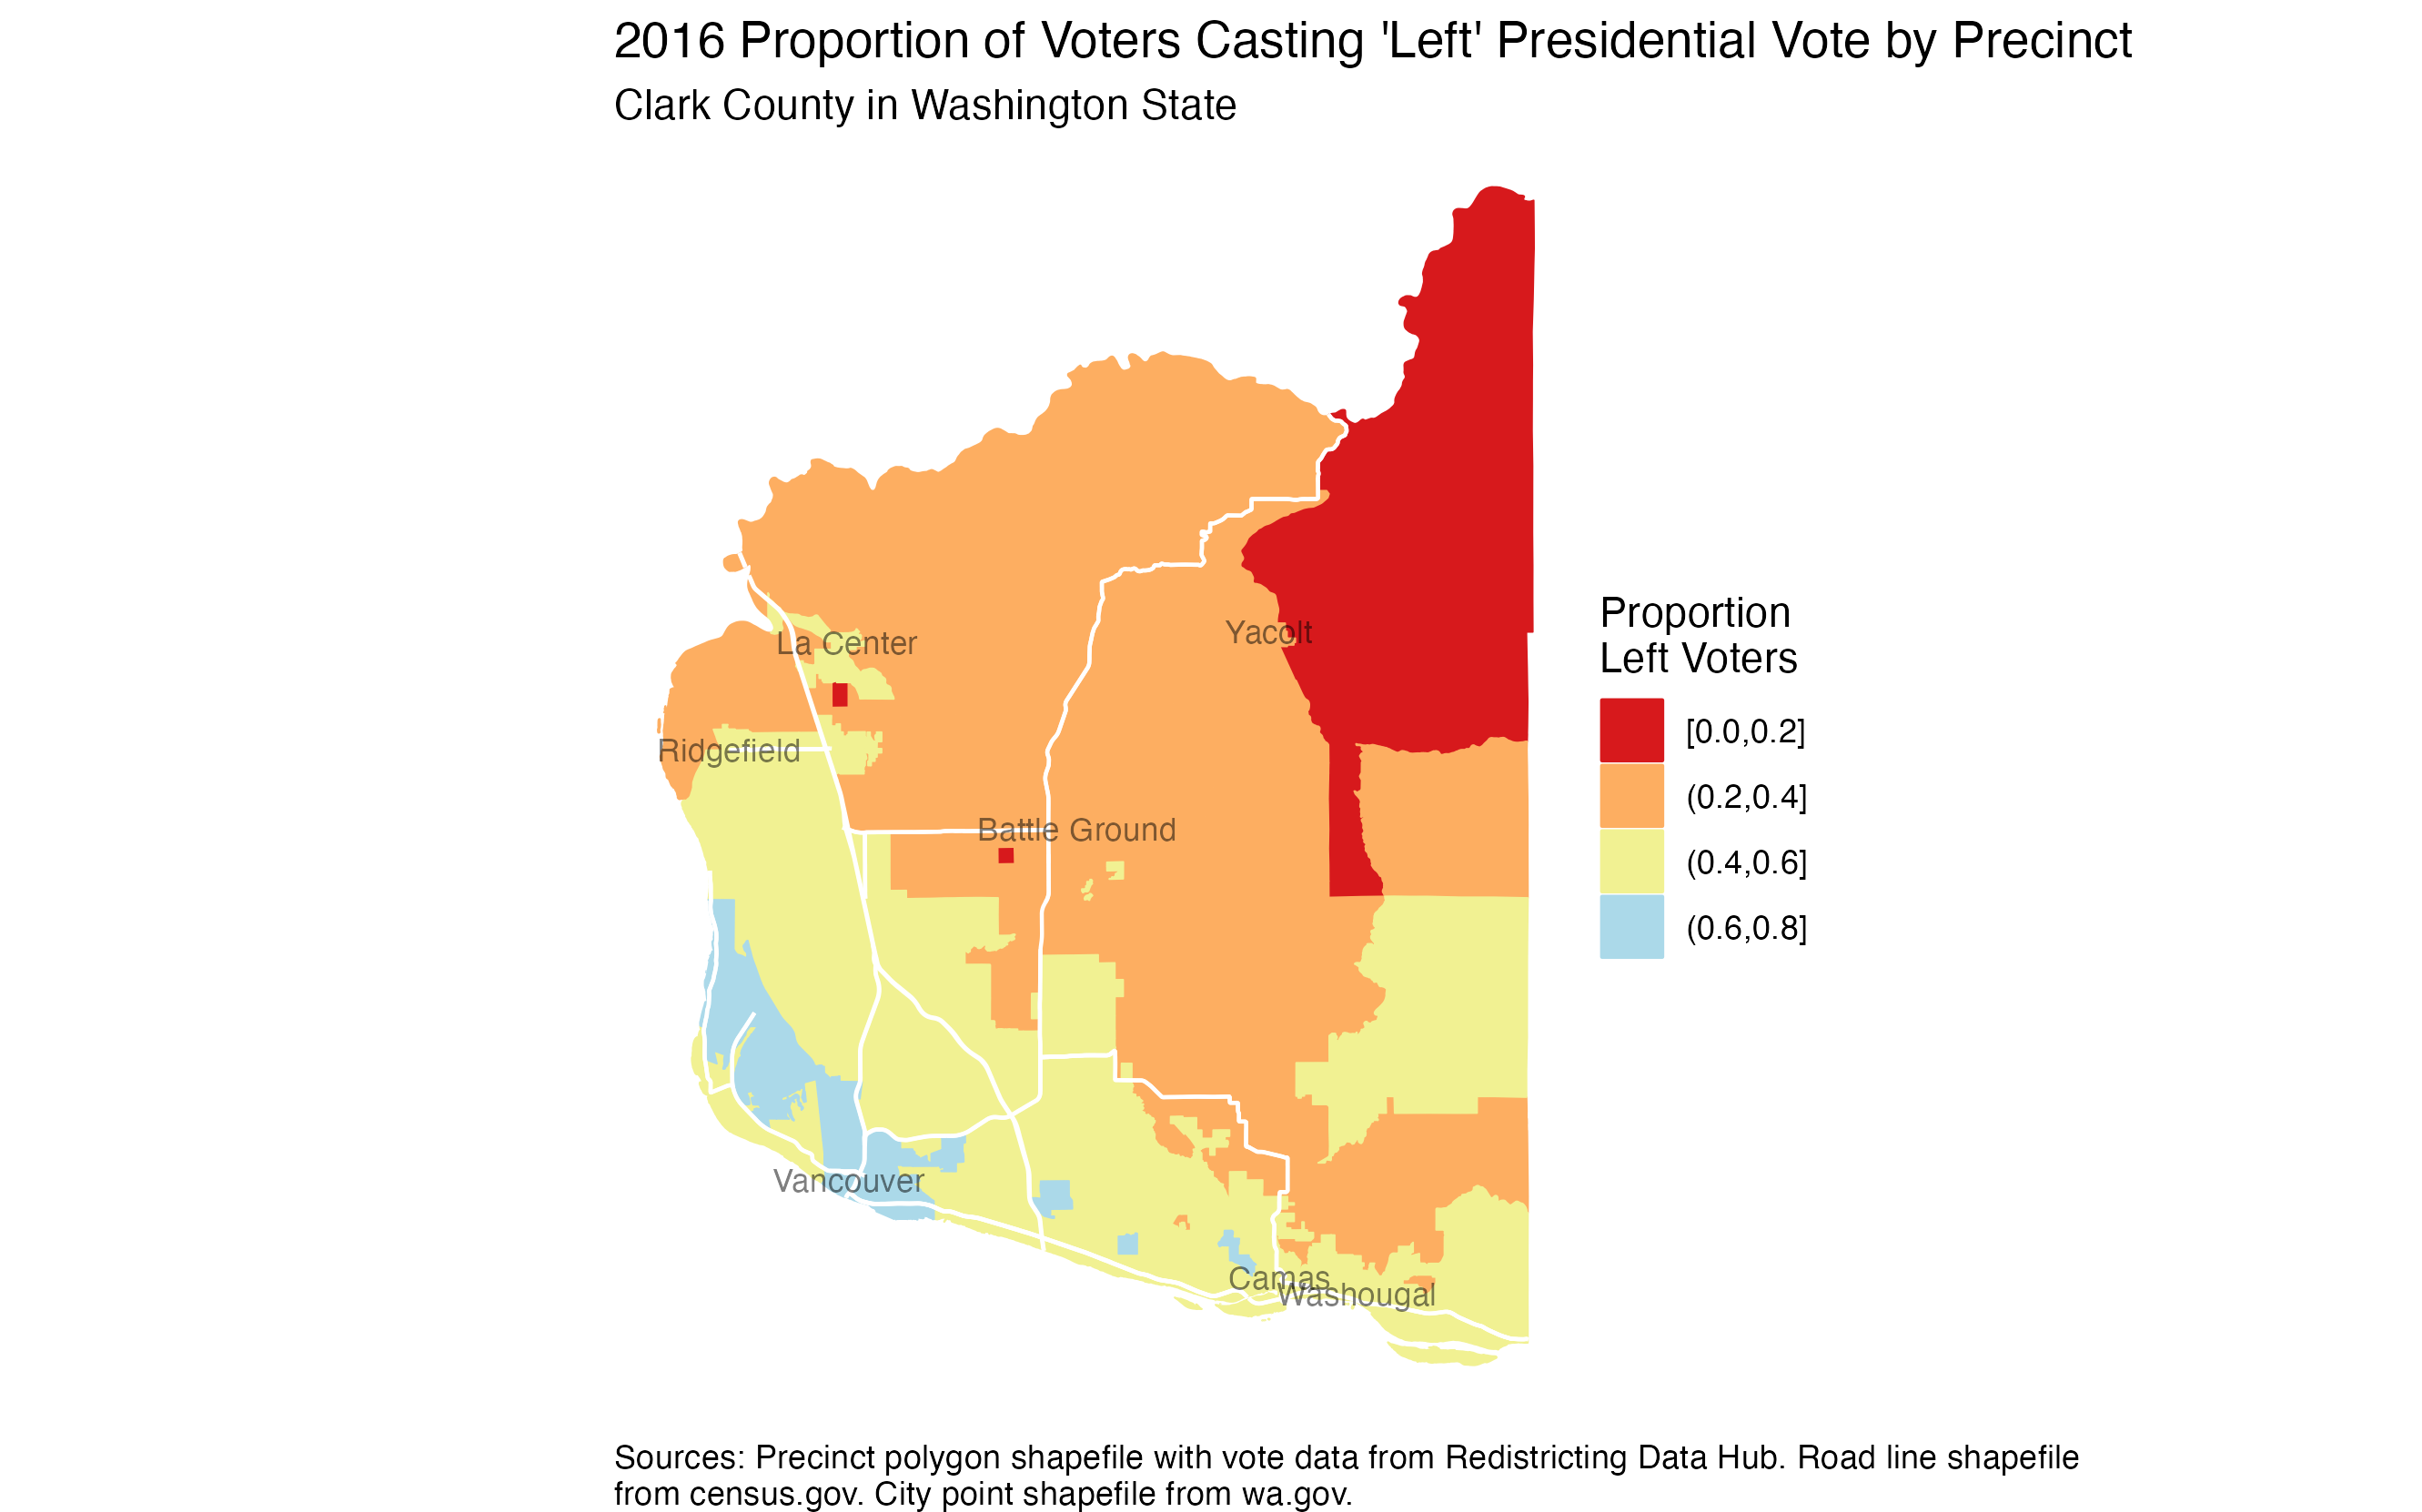 2016 Proportion of Voters Casting 'Left' Presidential Vote by Precinct
Clark County in Washington State
La Center
Yacolt
Ridgefield
Battle Ground
Vancouver
Camas
Washougal
Proportion
Left Voters
[0.0,0.2]
(0.2,0.4]
(0.4,0.6]
(0.6,0.8]
Sources: Precinct polygon shapefile with vote data from Redistricting Data Hub. Road line shapefile
from census.gov. City point shapefile from wa.gov.